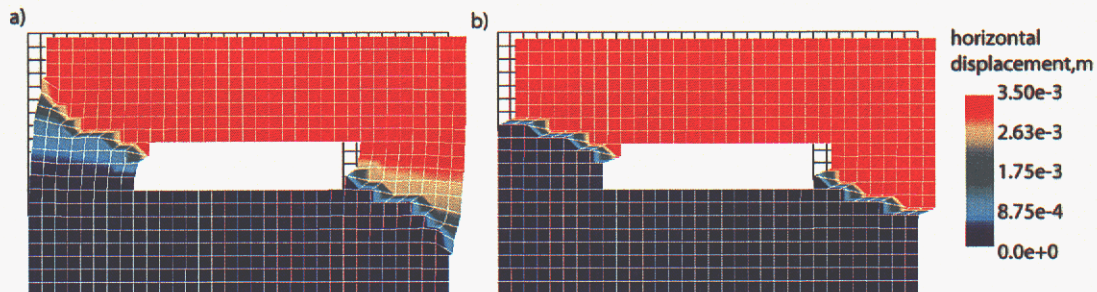 a)
b)
horizontal
displacement,m
3.50e-3
2.63e-3
1.75e-3
8.75e-4
0.0e+0